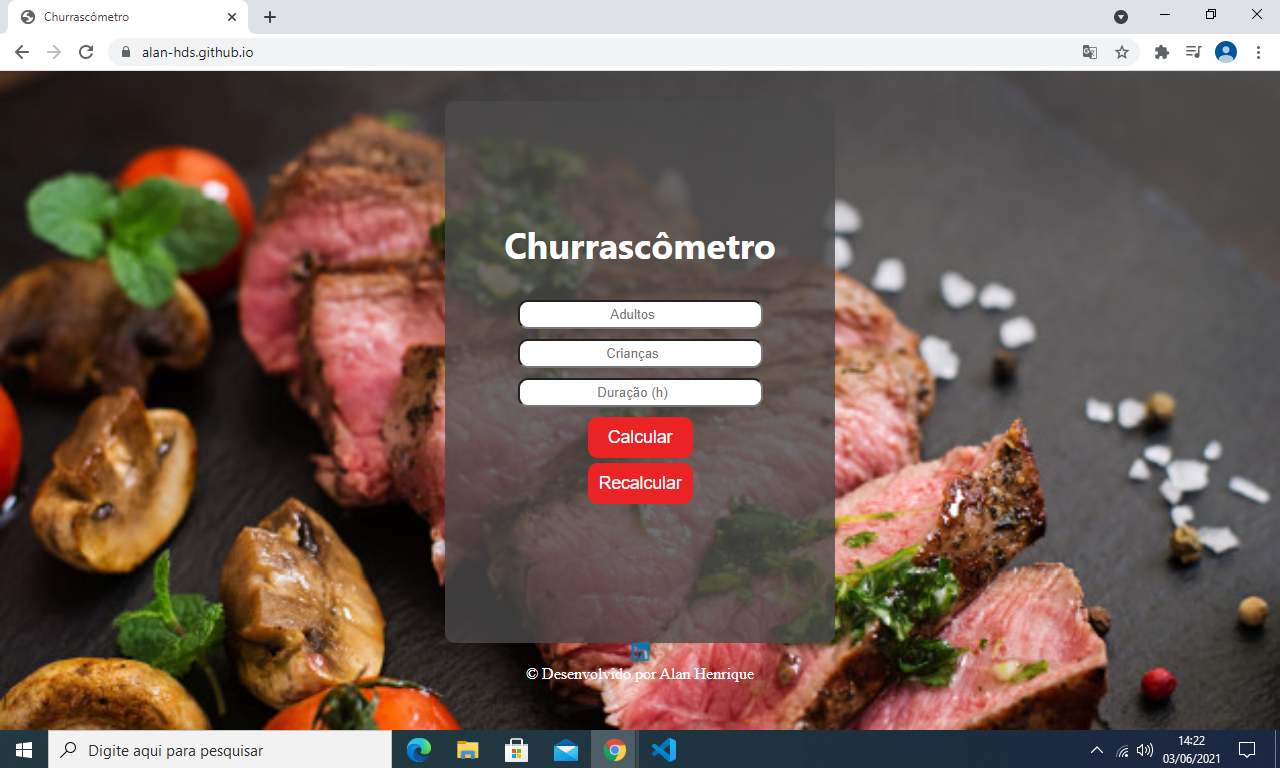 Churrascômetro
alan-hds.github.io
Churrascômetro
Adultos
Crianças
Duração (h)
Calcular
Recalcular
in
© Desenvolvido por Alan Henrique
Digite aqui para pesquisar
14:22
03/06/2021